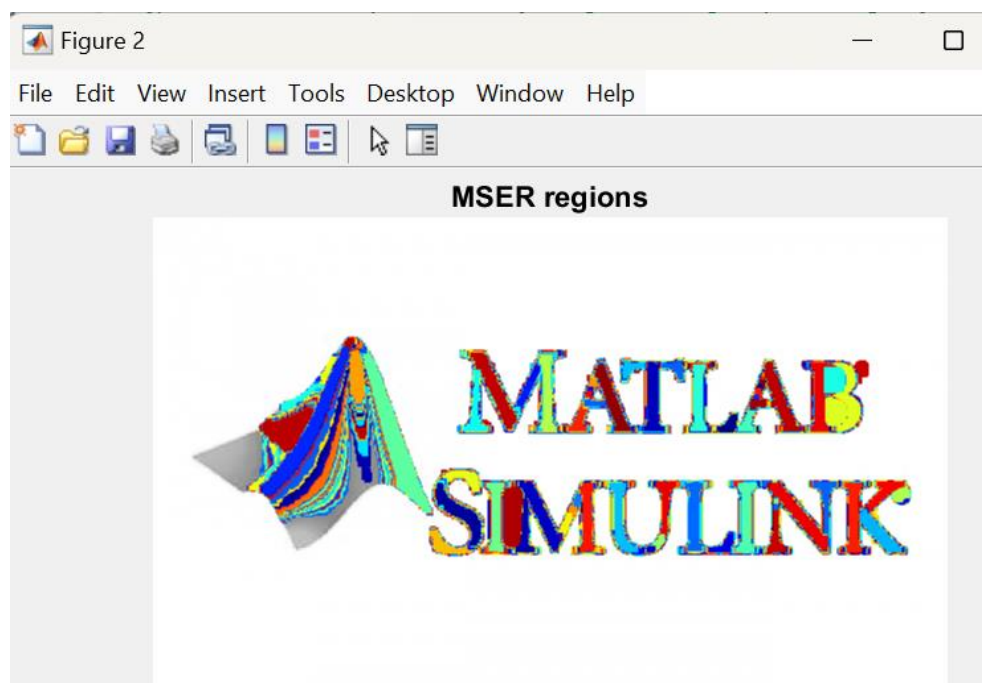 Figure 2
File Edit View Insert Tools Desktop Window Help
MSER regions
MATLAB
SIMULINK